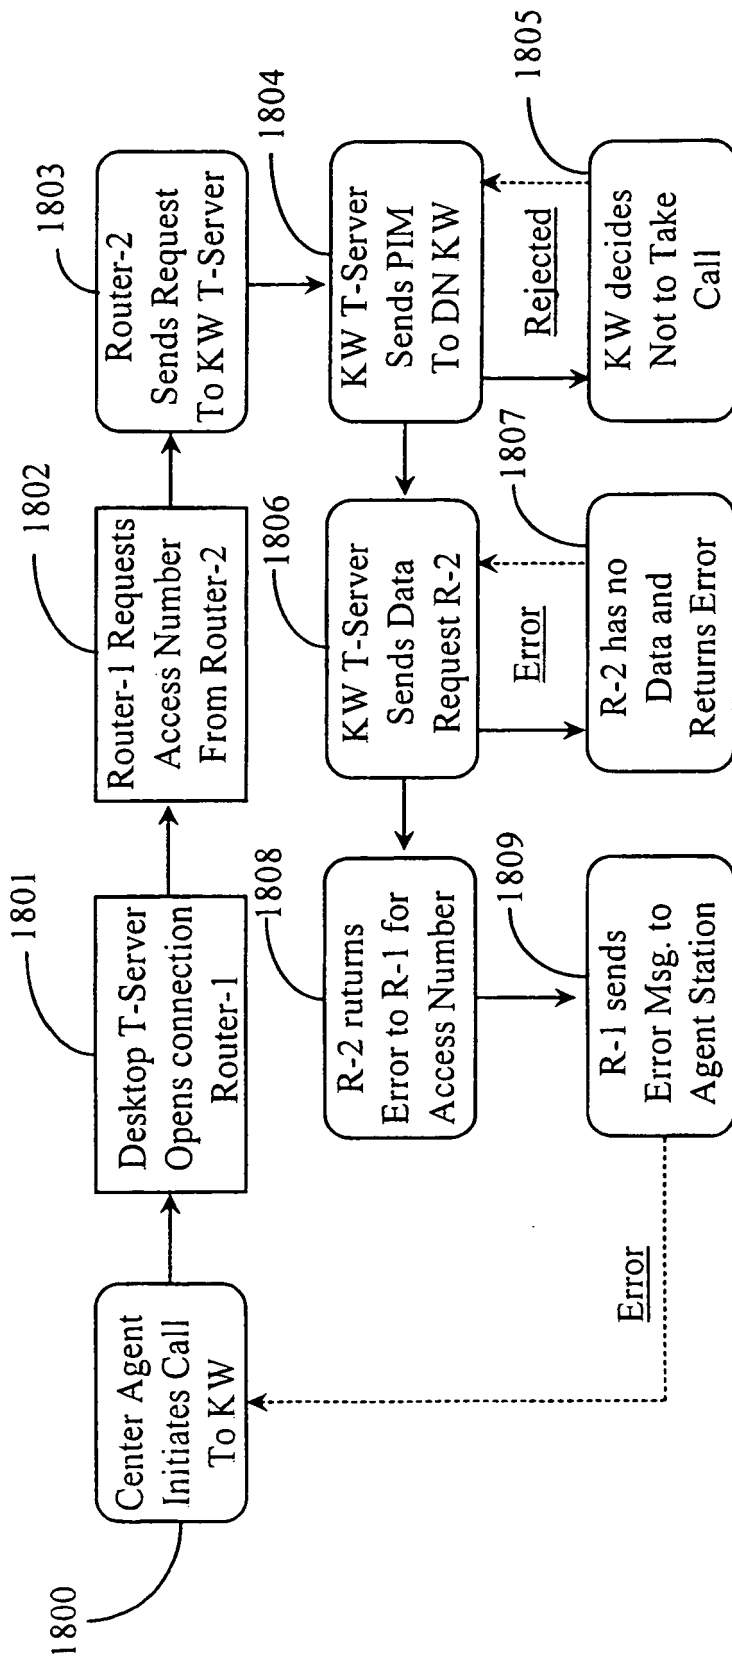 1800
Center Agent
Initiates Call
To KW
1801
Desktop T-Server
Opens connection
Router-1
1802
Router-1 Requests
Access Number
From Router-2
1803
Router-2
Sends Request
To KW T-Server
1804
KW T-Server
Sends PIM
To DN KW
Rejected
1805
KW decides
Not to Take
Call
1806
KW T-Server
Sends Data
Request R-2
Error
1807
R-2 has no
Data and
Returns Error
1808
R-2 ruturns
Error to R-1 for
Access Number
1809
R-1 sends
Error Msg. to
Agent Station
Error